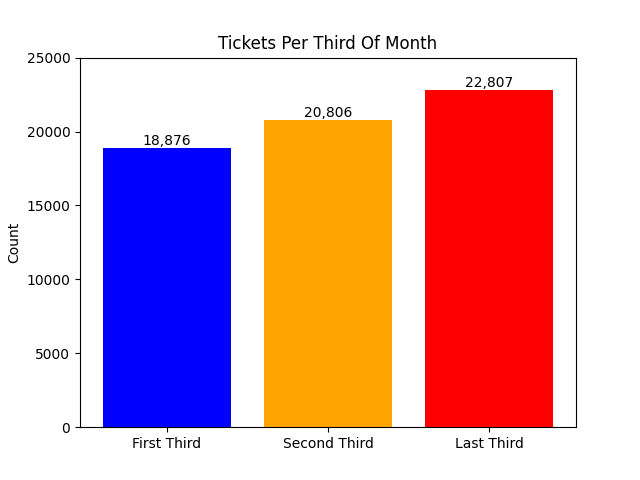 Tickets Per Third Of Month
25000
20000
15000
10000
5000
0
Count
18,876
20,806
22,807
First Third
Second Third
Last Third